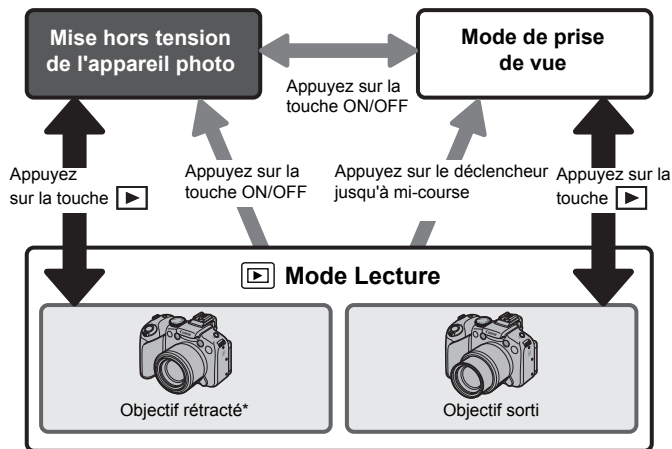 Mise hors tension
de l'appareil photo
Mode de prise
de vue
Appuyez sur la
touche ON/OFF
Appuyez
sur la touche
Appuyez sur la
touche ON/OFF
Appuyez sur le déclencheur
jusqu'à mi-course
Appuyez sur la
touche
Mode Lecture
Objectif rétracté*
Objectif sorti